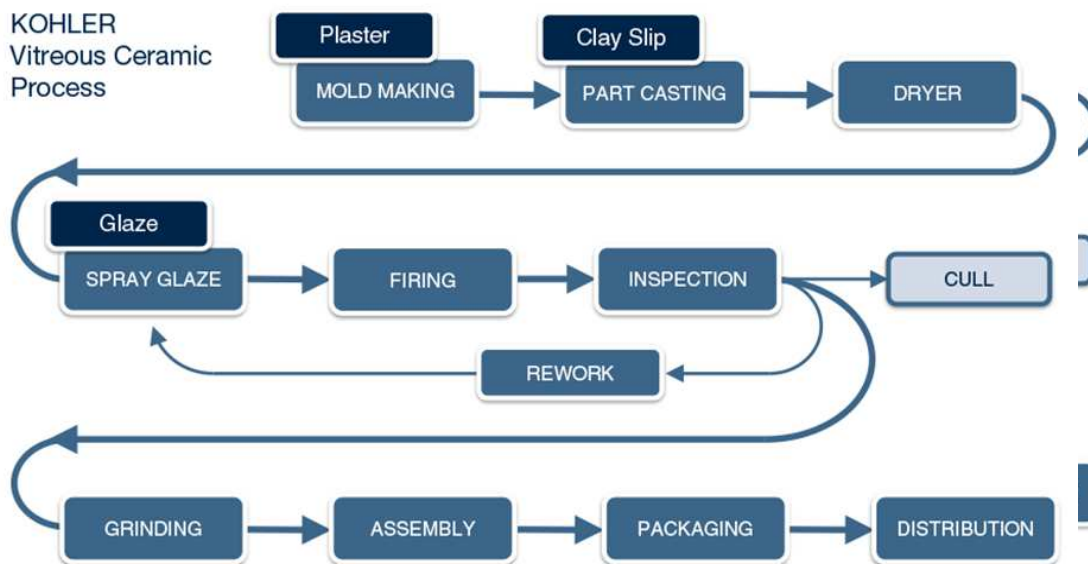 KOHLER
Vitreous Ceramic
Process
Plaster
MOLD MAKING
Clay Slip
PART CASTING
DRYER
Glaze
SPRAY GLAZE
FIRING
INSPECTION
CULL
REWORK
GRINDING
ASSEMBLY
PACKAGING
DISTRIBUTION